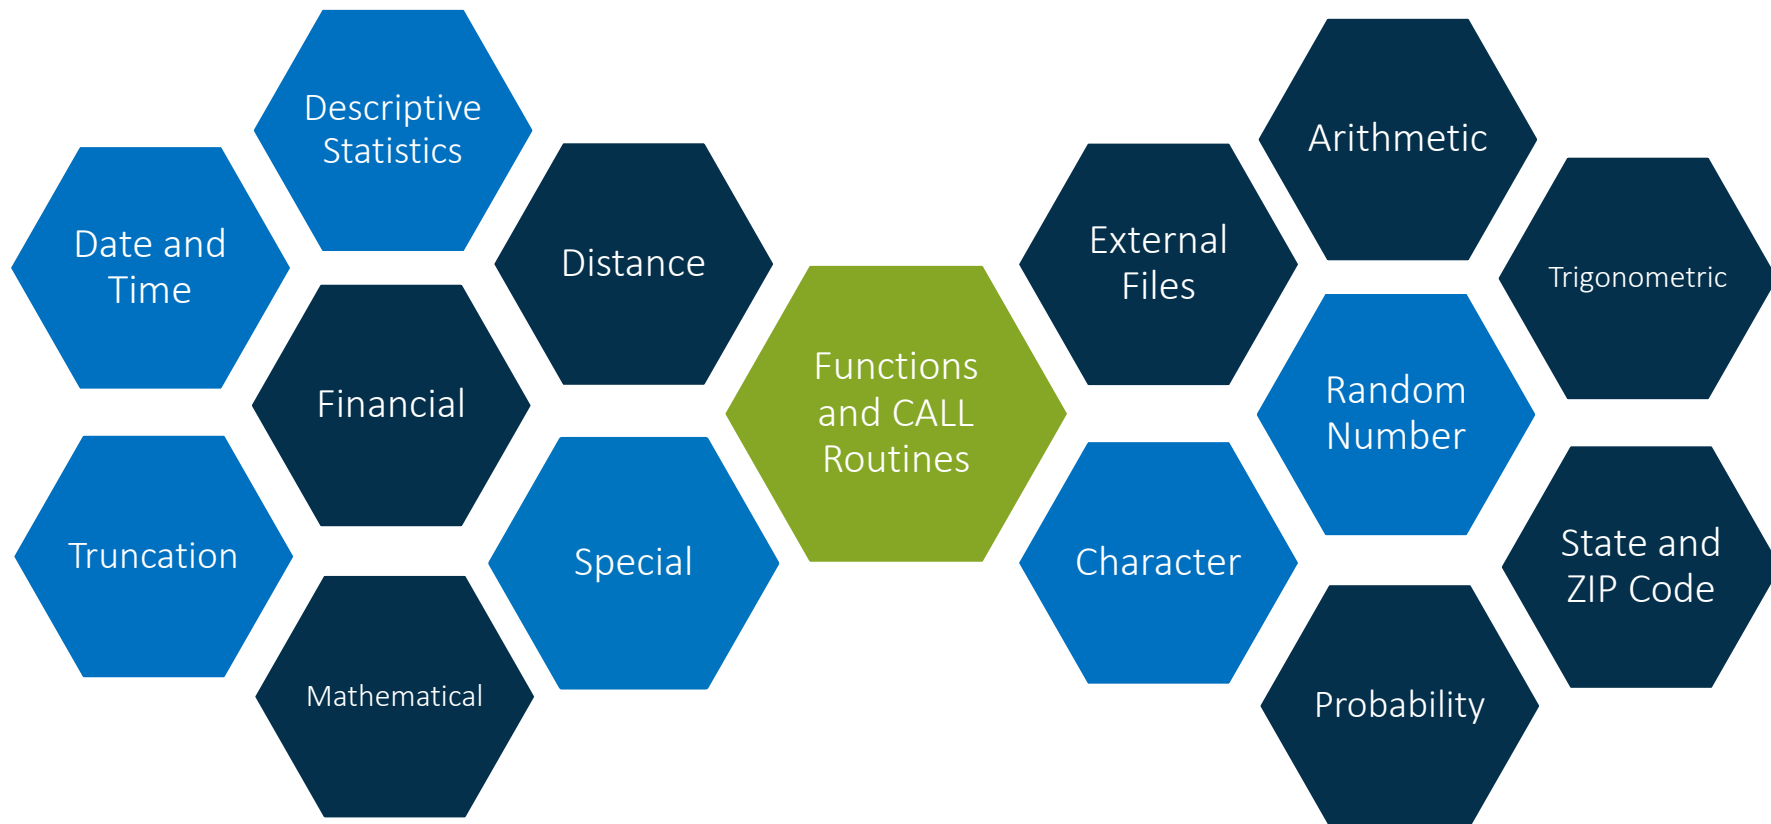 Descriptive
Statistics
Date and
Time
Distance
Financial
Truncation
Special
Mathematical
Functions
and CALL
Routines
Arithmetic
External
Files
Trigonometric
Random
Number
Character
State and
ZIP Code
Probability